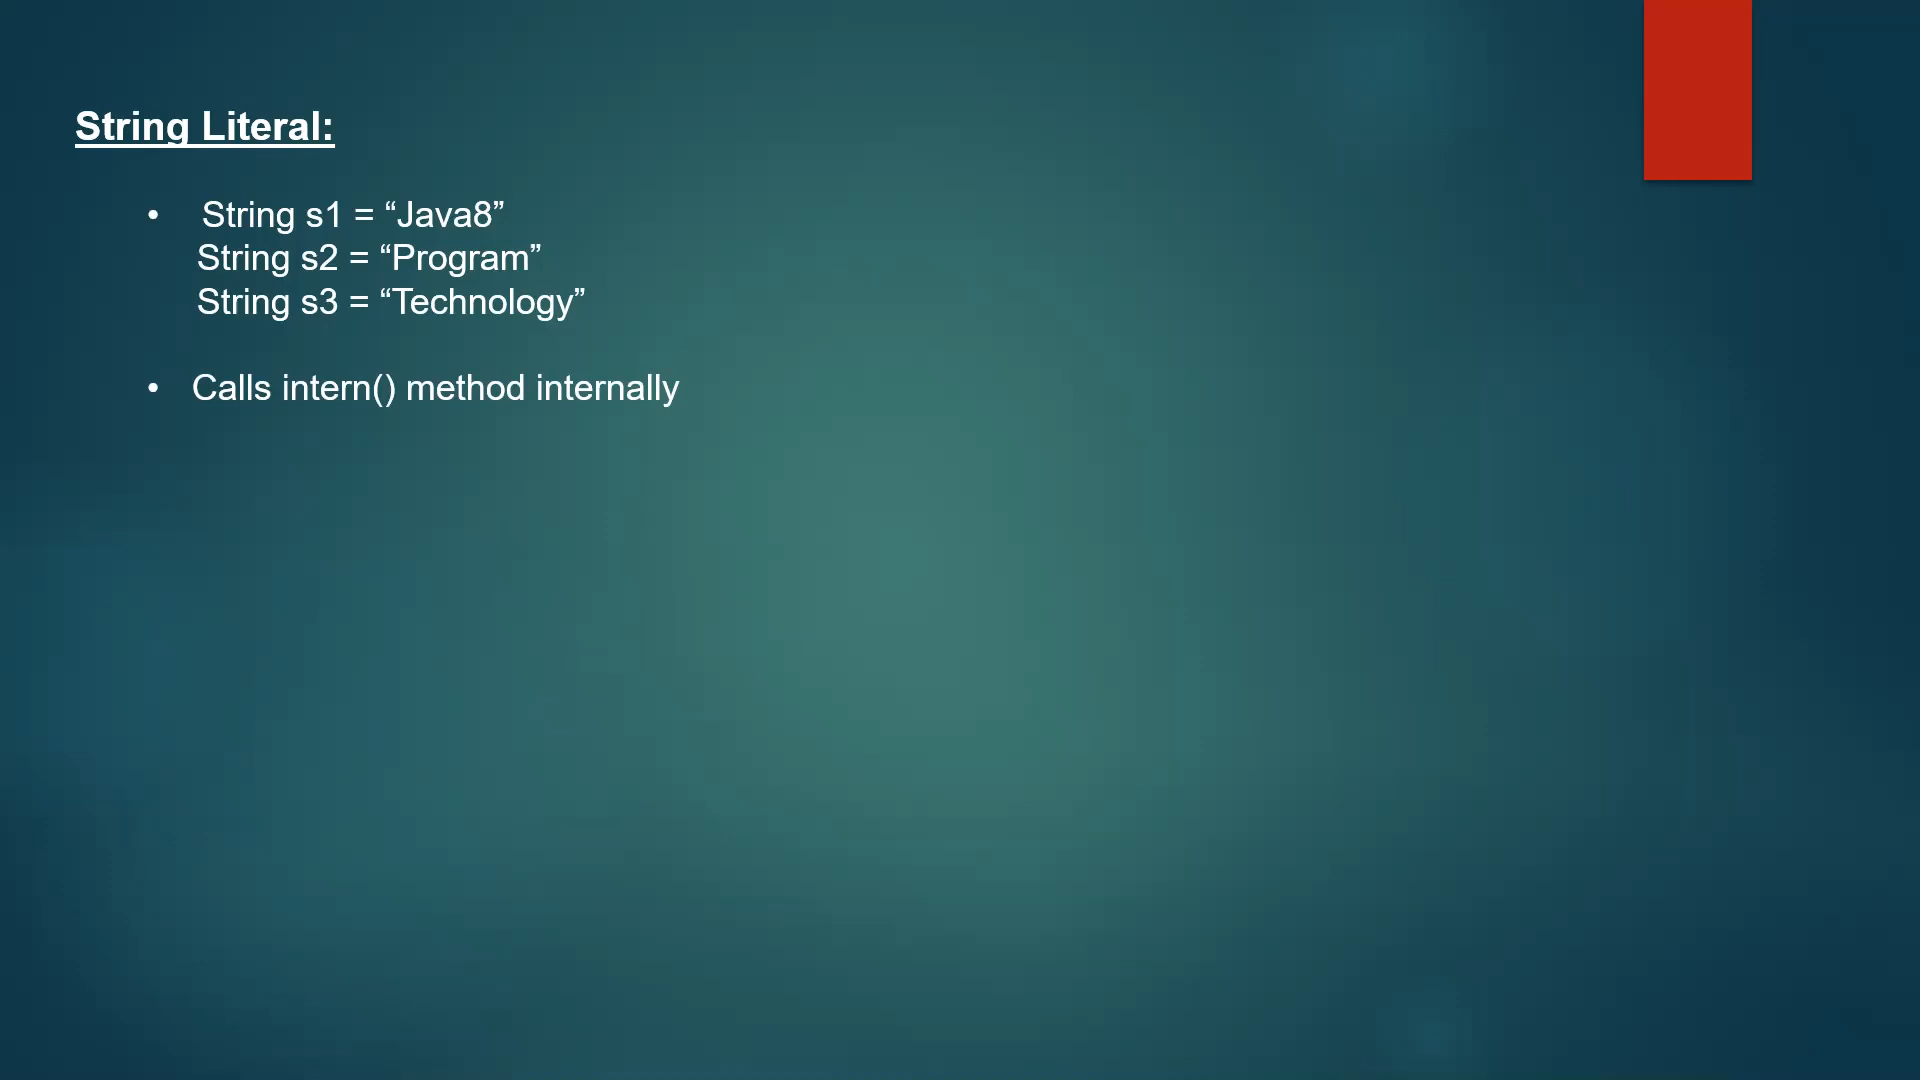 String Literal:
• String s1 = “Java8”
String s2 = “Program”
String s3 = “Technology”
• Calls intern() method internally